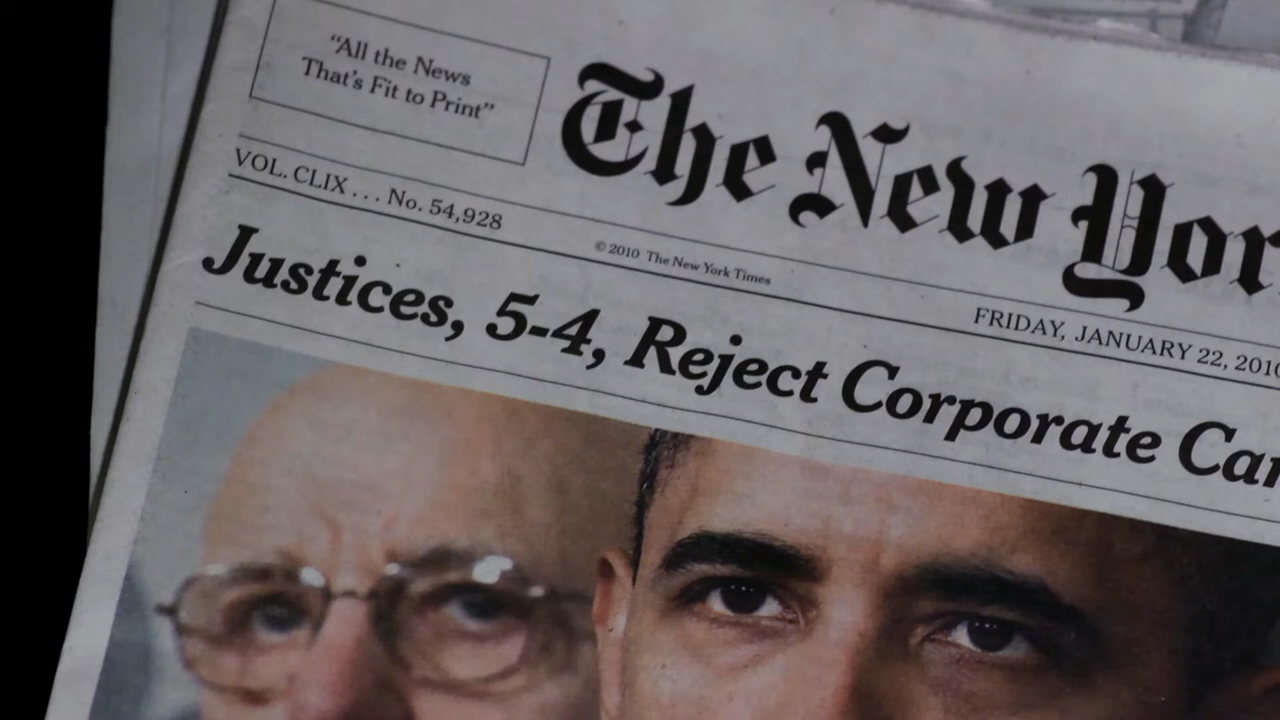 “All the News
That’s Fit to Print”
The New Yor
VOL. CLIX . . . No. 54,928
© 2010 The New York Times
FRIDAY, JANUARY 22, 2010
Justices, 5-4, Reject Corporate Ca